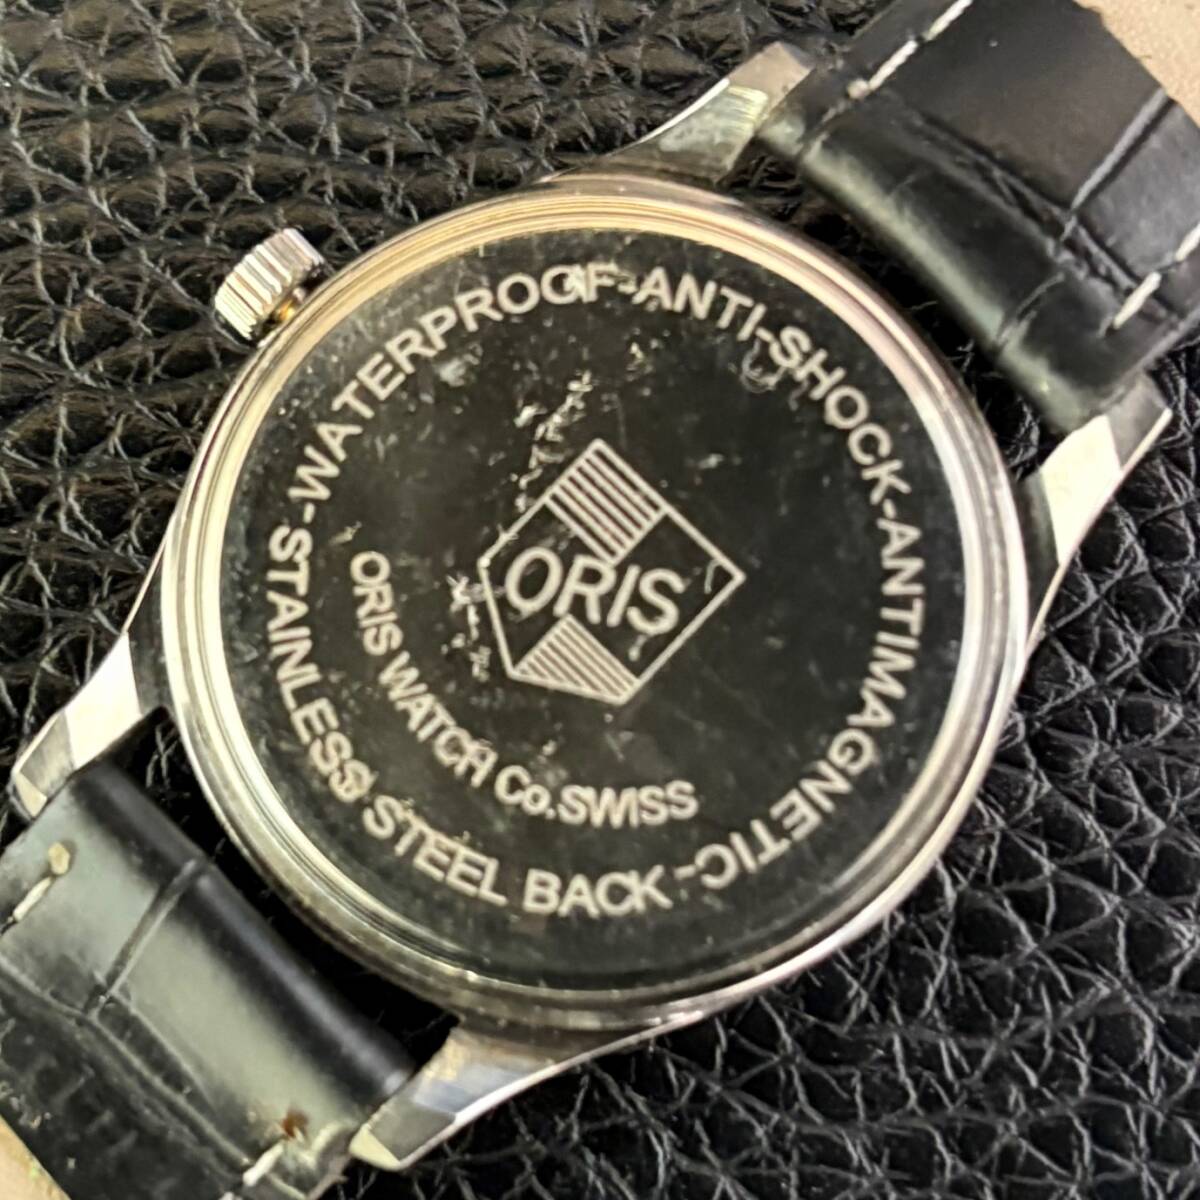 WATERPROOF-ANTI-SHOCK-ANTIMAGNETIC-
STAINLESS STEEL BACK-
ORIS
ORIS WATCH Co.SWISS